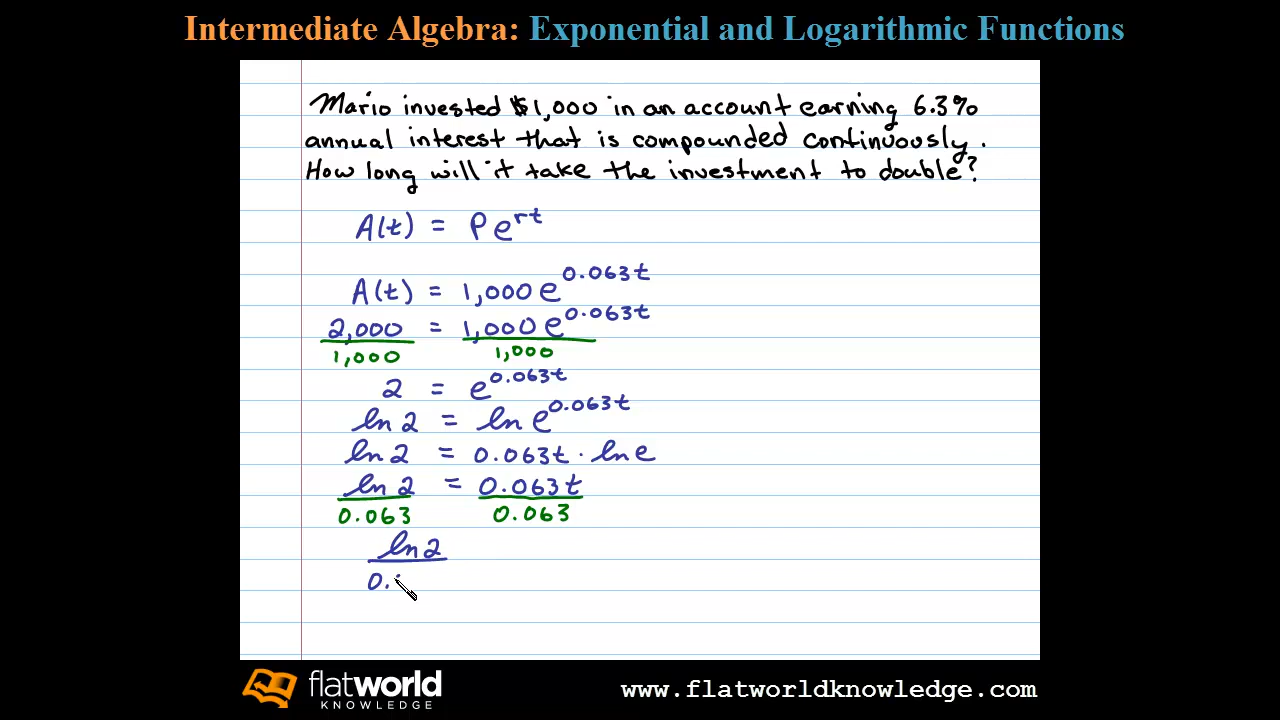 Intermediate Algebra: Exponential and Logarithmic Functions
Mario invested $1,000 in an account earning 6.3%
annual interest that is compounded continuously.
How long will it take the investment to double?
A(t) = Pe^{rt}
A(t) = 1,000e^{0.063t}
2,000 = 1,000e^{0.063t}
1,000 1,000
2 = e^{0.063t}
ln 2 = ln e^{0.063t}
ln 2 = 0.063t · ln e
ln 2 = 0.063t
0.063 0.063
ln 2
0.
flatworld
KNOWLEDGE
www.flatworldknowledge.com